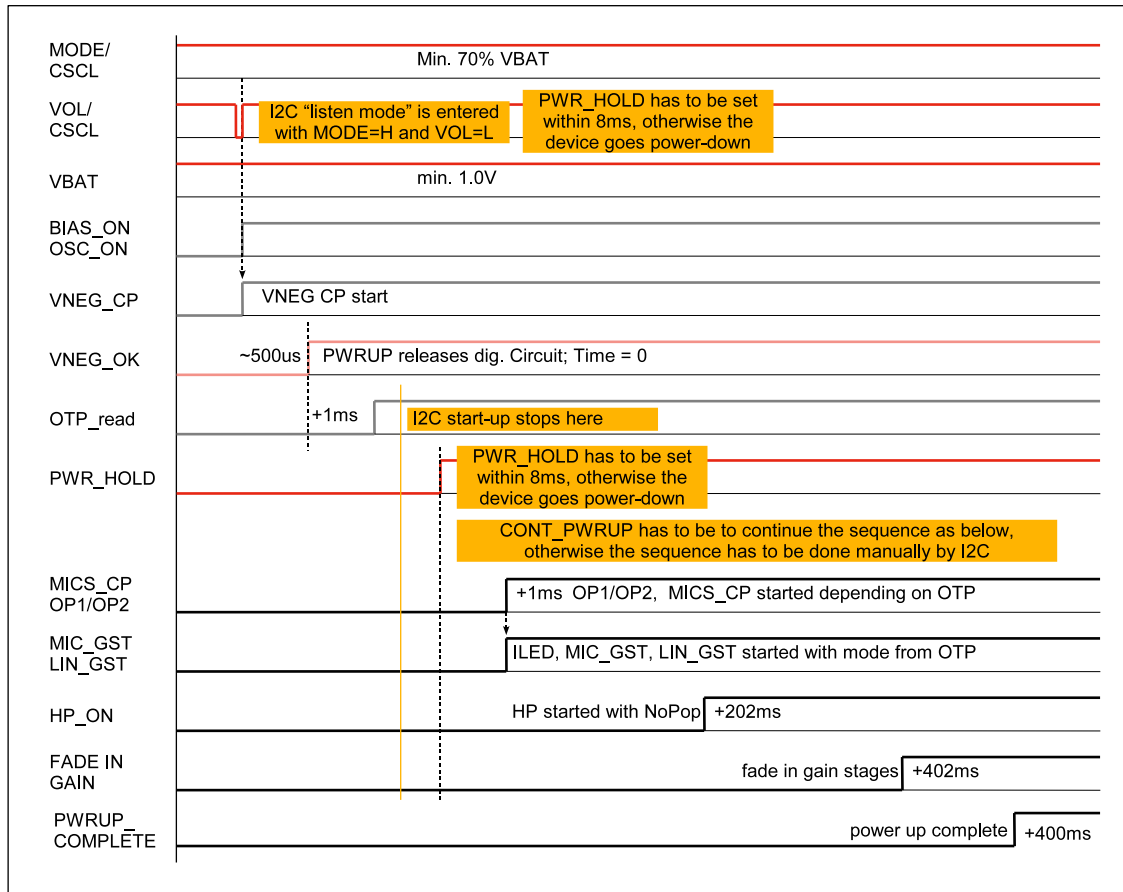 MODE/
CSCL
Min. 70% VBAT
VOL/
CSCL
I2C “listen mode” is entered
with MODE=H and VOL=L
PWR_HOLD has to be set
within 8ms, otherwise the
device goes power-down
VBAT
min. 1.0V
BIAS_ON
OSC_ON
VNEG_CP
VNEG CP start
VNEG_OK
~500us
PWRUP releases dig. Circuit; Time = 0
OTP_read
+1ms
I2C start-up stops here
PWR_HOLD
PWR_HOLD has to be set
within 8ms, otherwise the
device goes power-down
CONT_PWRUP has to be to continue the sequence as below,
otherwise the sequence has to be done manually by I2C
MICS_CP
OP1/OP2
+1ms OP1/OP2, MICS_CP started depending on OTP
MIC_GST
LIN_GST
ILED, MIC_GST, LIN_GST started with mode from OTP
HP_ON
HP started with NoPop
+202ms
FADE IN
GAIN
fade in gain stages
+402ms
PWRUP_
COMPLETE
power up complete
+400ms